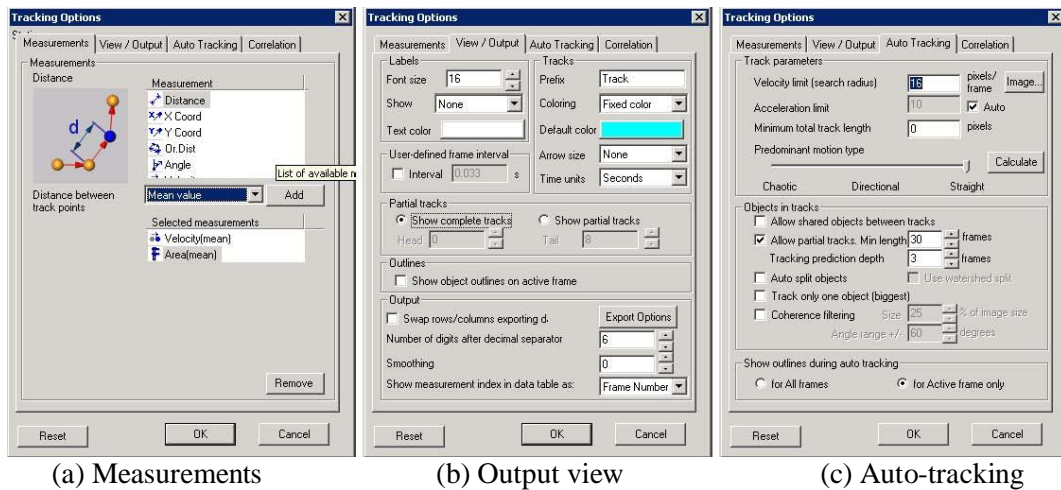 Tracking Options
Measurements View / Output Auto Tracking Correlation
Measurements
Distance
Measurement
d
Distance
X Coord
Y Coord
Or.Dist
Angle
List of available
Distance between
track points
Mean value
Add
Selected measurements
Velocity(mean)
Area(mean)
Remove
Reset OK Cancel
(a) Measurements
Tracking Options
Measurements View / Output Auto Tracking Correlation
Labels
Font size 16
Show None
Text color
Tracks
Prefix Track
Coloring Fixed color
Default color
Arrow size None
Time units Seconds
User-defined frame interval
Interval 0.033 s
Partial tracks
Show complete tracks Show partial tracks
Head 0 Tail 8
Outlines
Show object outlines on active frame
Output
Swap rows/columns exporting d.
Export Options
Number of digits after decimal separator 6
Smoothing 0
Show measurement index in data table as: Frame Number
Reset OK Cancel
(b) Output view
Tracking Options
Measurements View / Output Auto Tracking Correlation
Track parameters
Velocity limit (search radius) 16 pixels/
frame
Image...
Acceleration limit 10 Auto
Minimum total track length 0 pixels
Predominant motion type
Calculate
Chaotic Directional Straight
Objects in tracks
Allow shared objects between tracks
Allow partial tracks. Min length 30 frames
Tracking prediction depth 3 frames
Auto split objects Use watershed split
Track only one object (biggest)
Coherence filtering Size 25 % of image size
Angle range +/- 60 degrees
Show outlines during auto tracking
for All frames for Active frame only
Reset OK Cancel
(c) Auto-tracking